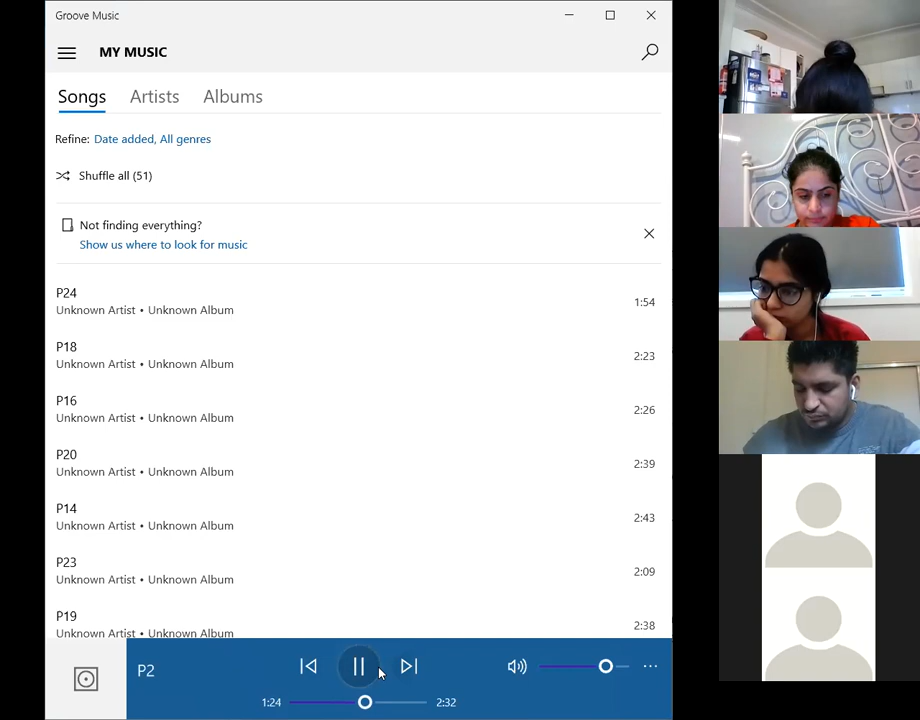 Groove Music
MY MUSIC
Songs Artists Albums
Refine: Date added, All genres
Shuffle all (51)
Not finding everything?
Show us where to look for music
P24
Unknown Artist • Unknown Album
1:54
P18
Unknown Artist • Unknown Album
2:23
P16
Unknown Artist • Unknown Album
2:26
P20
Unknown Artist • Unknown Album
2:39
P14
Unknown Artist • Unknown Album
2:43
P23
Unknown Artist • Unknown Album
2:09
P19
Unknown Artist • Unknown Album
2:38
P2
1:24 2:32